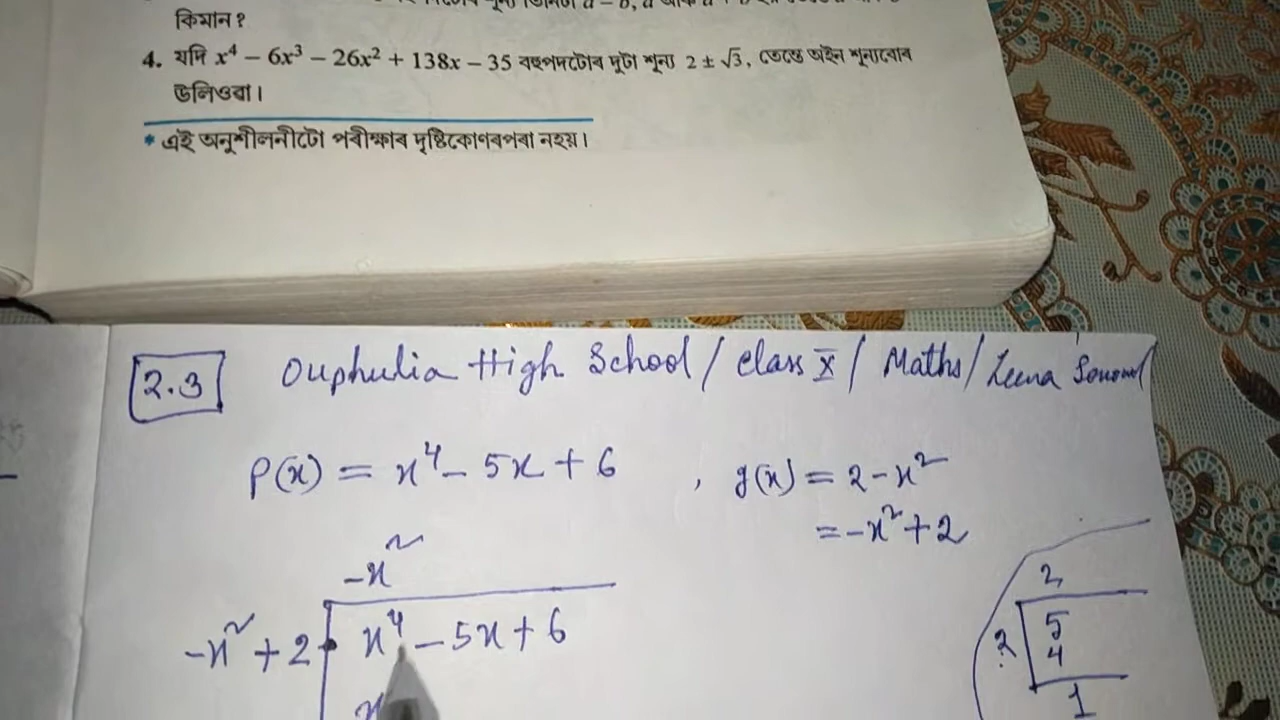 কিমান?
4. যদি x⁴ – 6x³ – 26x² + 138x – 35 বহুপদটোৰ দুটা শূন্য 2 ± √3, তেন্তে অইন শূন্যবোৰ
উলিওৱা।
* এই অনুশীলনীটো পৰীক্ষাৰ দৃষ্টিকোণৰপৰা নহয়।
2.3 Ouphulia High School / Class X / Maths / Leena
P(x) = x⁴ - 5x + 6 , g(x) = 2 - x²
= -x² + 2
-x²
-x² + 2 x⁴ - 5x + 6
2
2 5
4
1